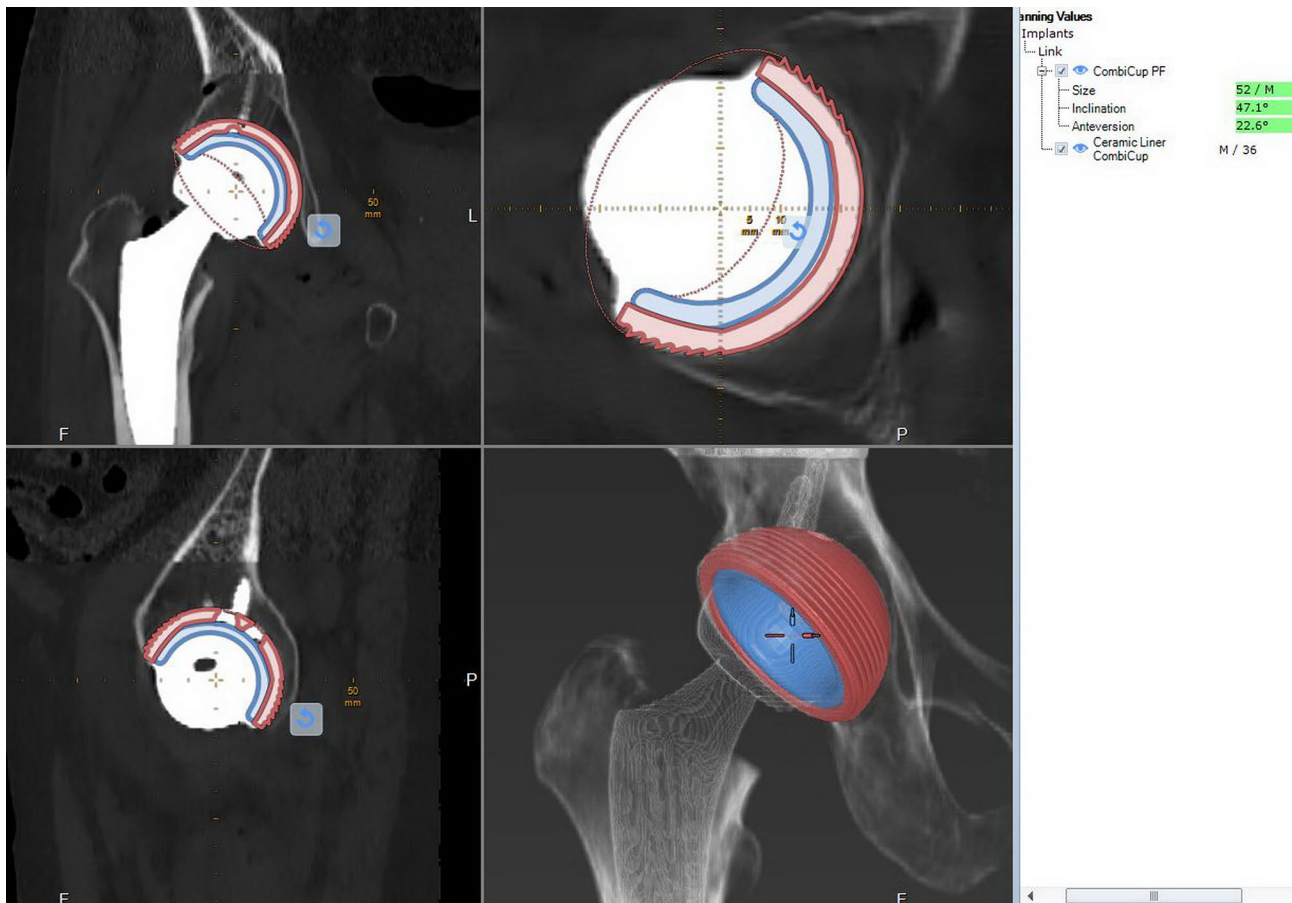 anning Values
Implants
Link
CombiCup PF
Size 52 / M
Inclination 47.1°
Anteversion 22.6°
Ceramic Liner
CombiCup M / 36
50
mm
L
F
5 10
mm mm
P
50
mm
P
F
F